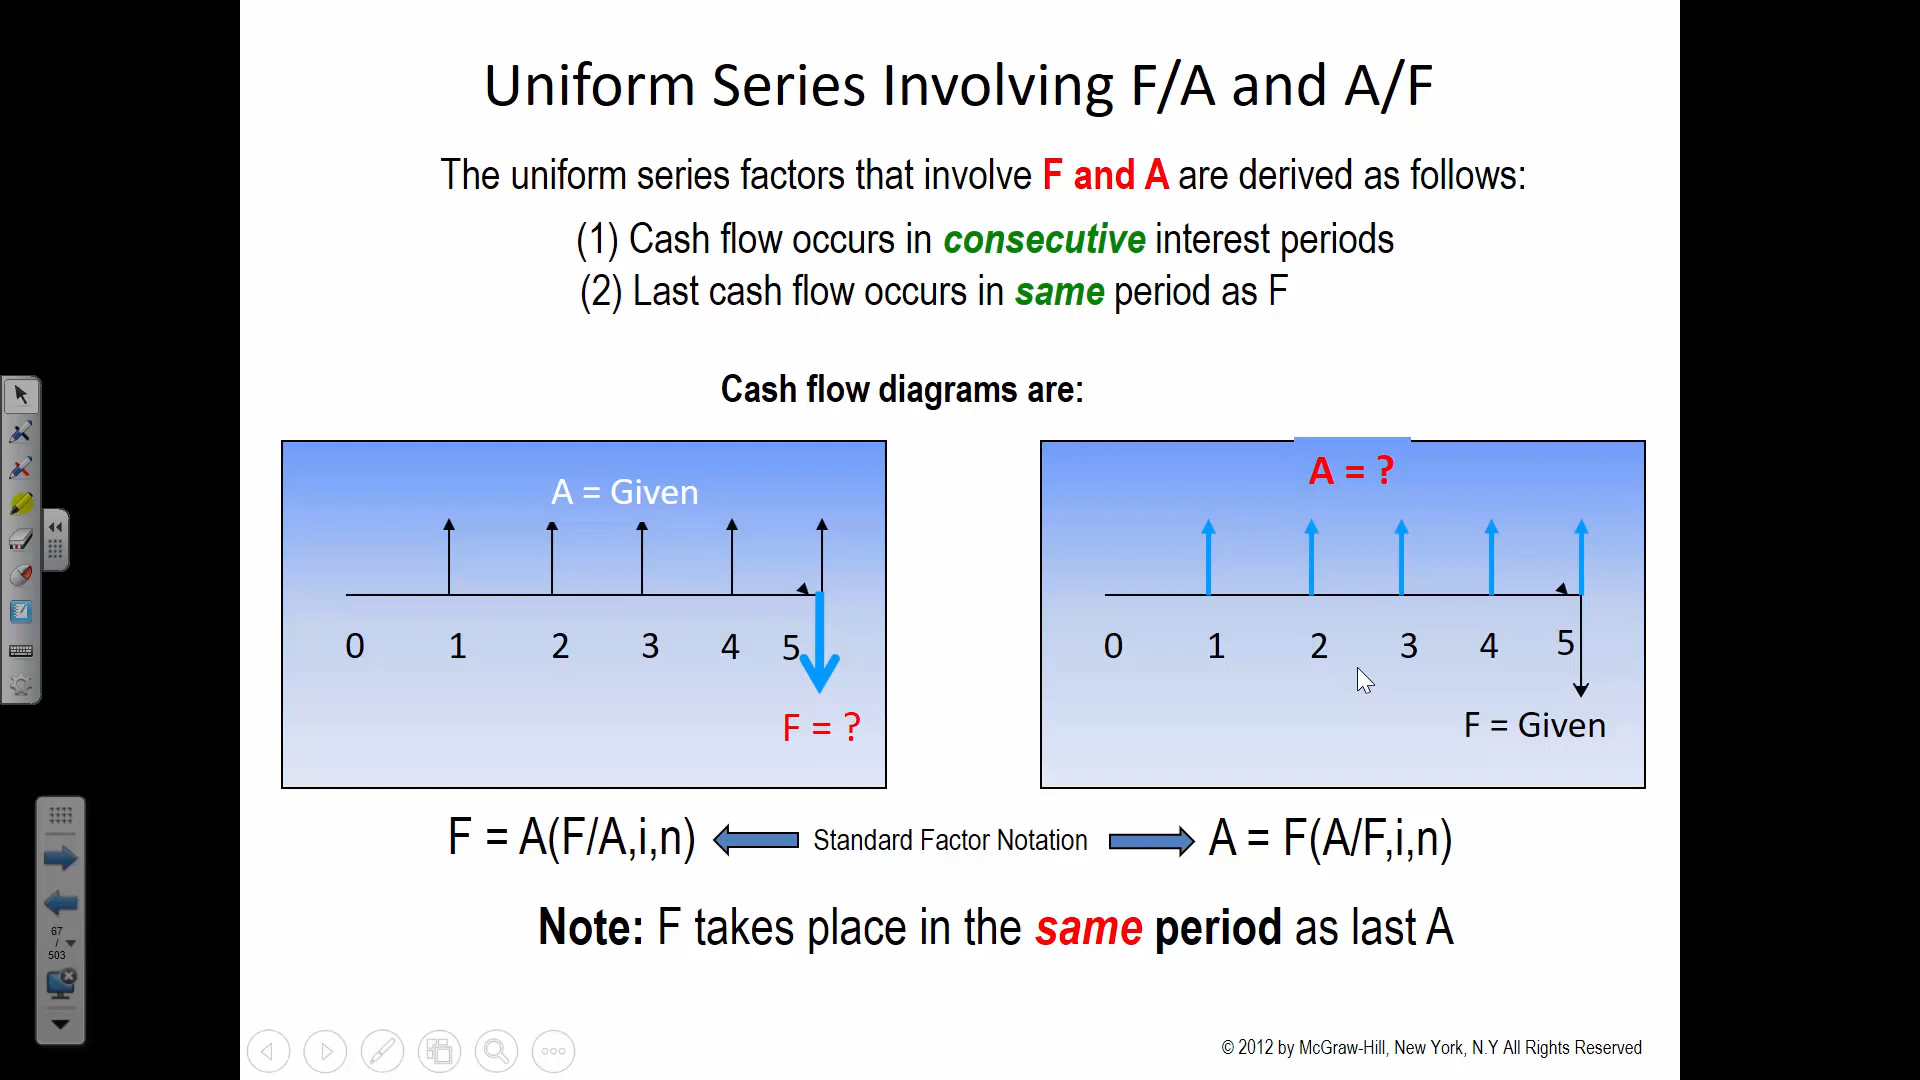 Uniform Series Involving F/A and A/F
The uniform series factors that involve F and A are derived as follows:
(1) Cash flow occurs in consecutive interest periods
(2) Last cash flow occurs in same period as F
Cash flow diagrams are:
A = Given
0 1 2 3 4 5
F = ?
A = ?
0 1 2 3 4 5
F = Given
F = A(F/A,i,n) Standard Factor Notation A = F(A/F,i,n)
Note: F takes place in the same period as last A
67
/
503
© 2012 by McGraw-Hill, New York, N.Y All Rights Reserved